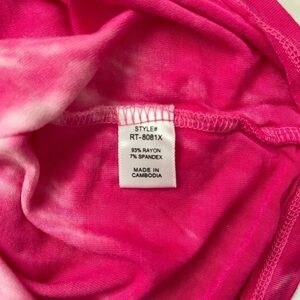 STYLE#
RT-8081X
93% RAYON
7% SPANDEX
MADE IN
CAMBODIA